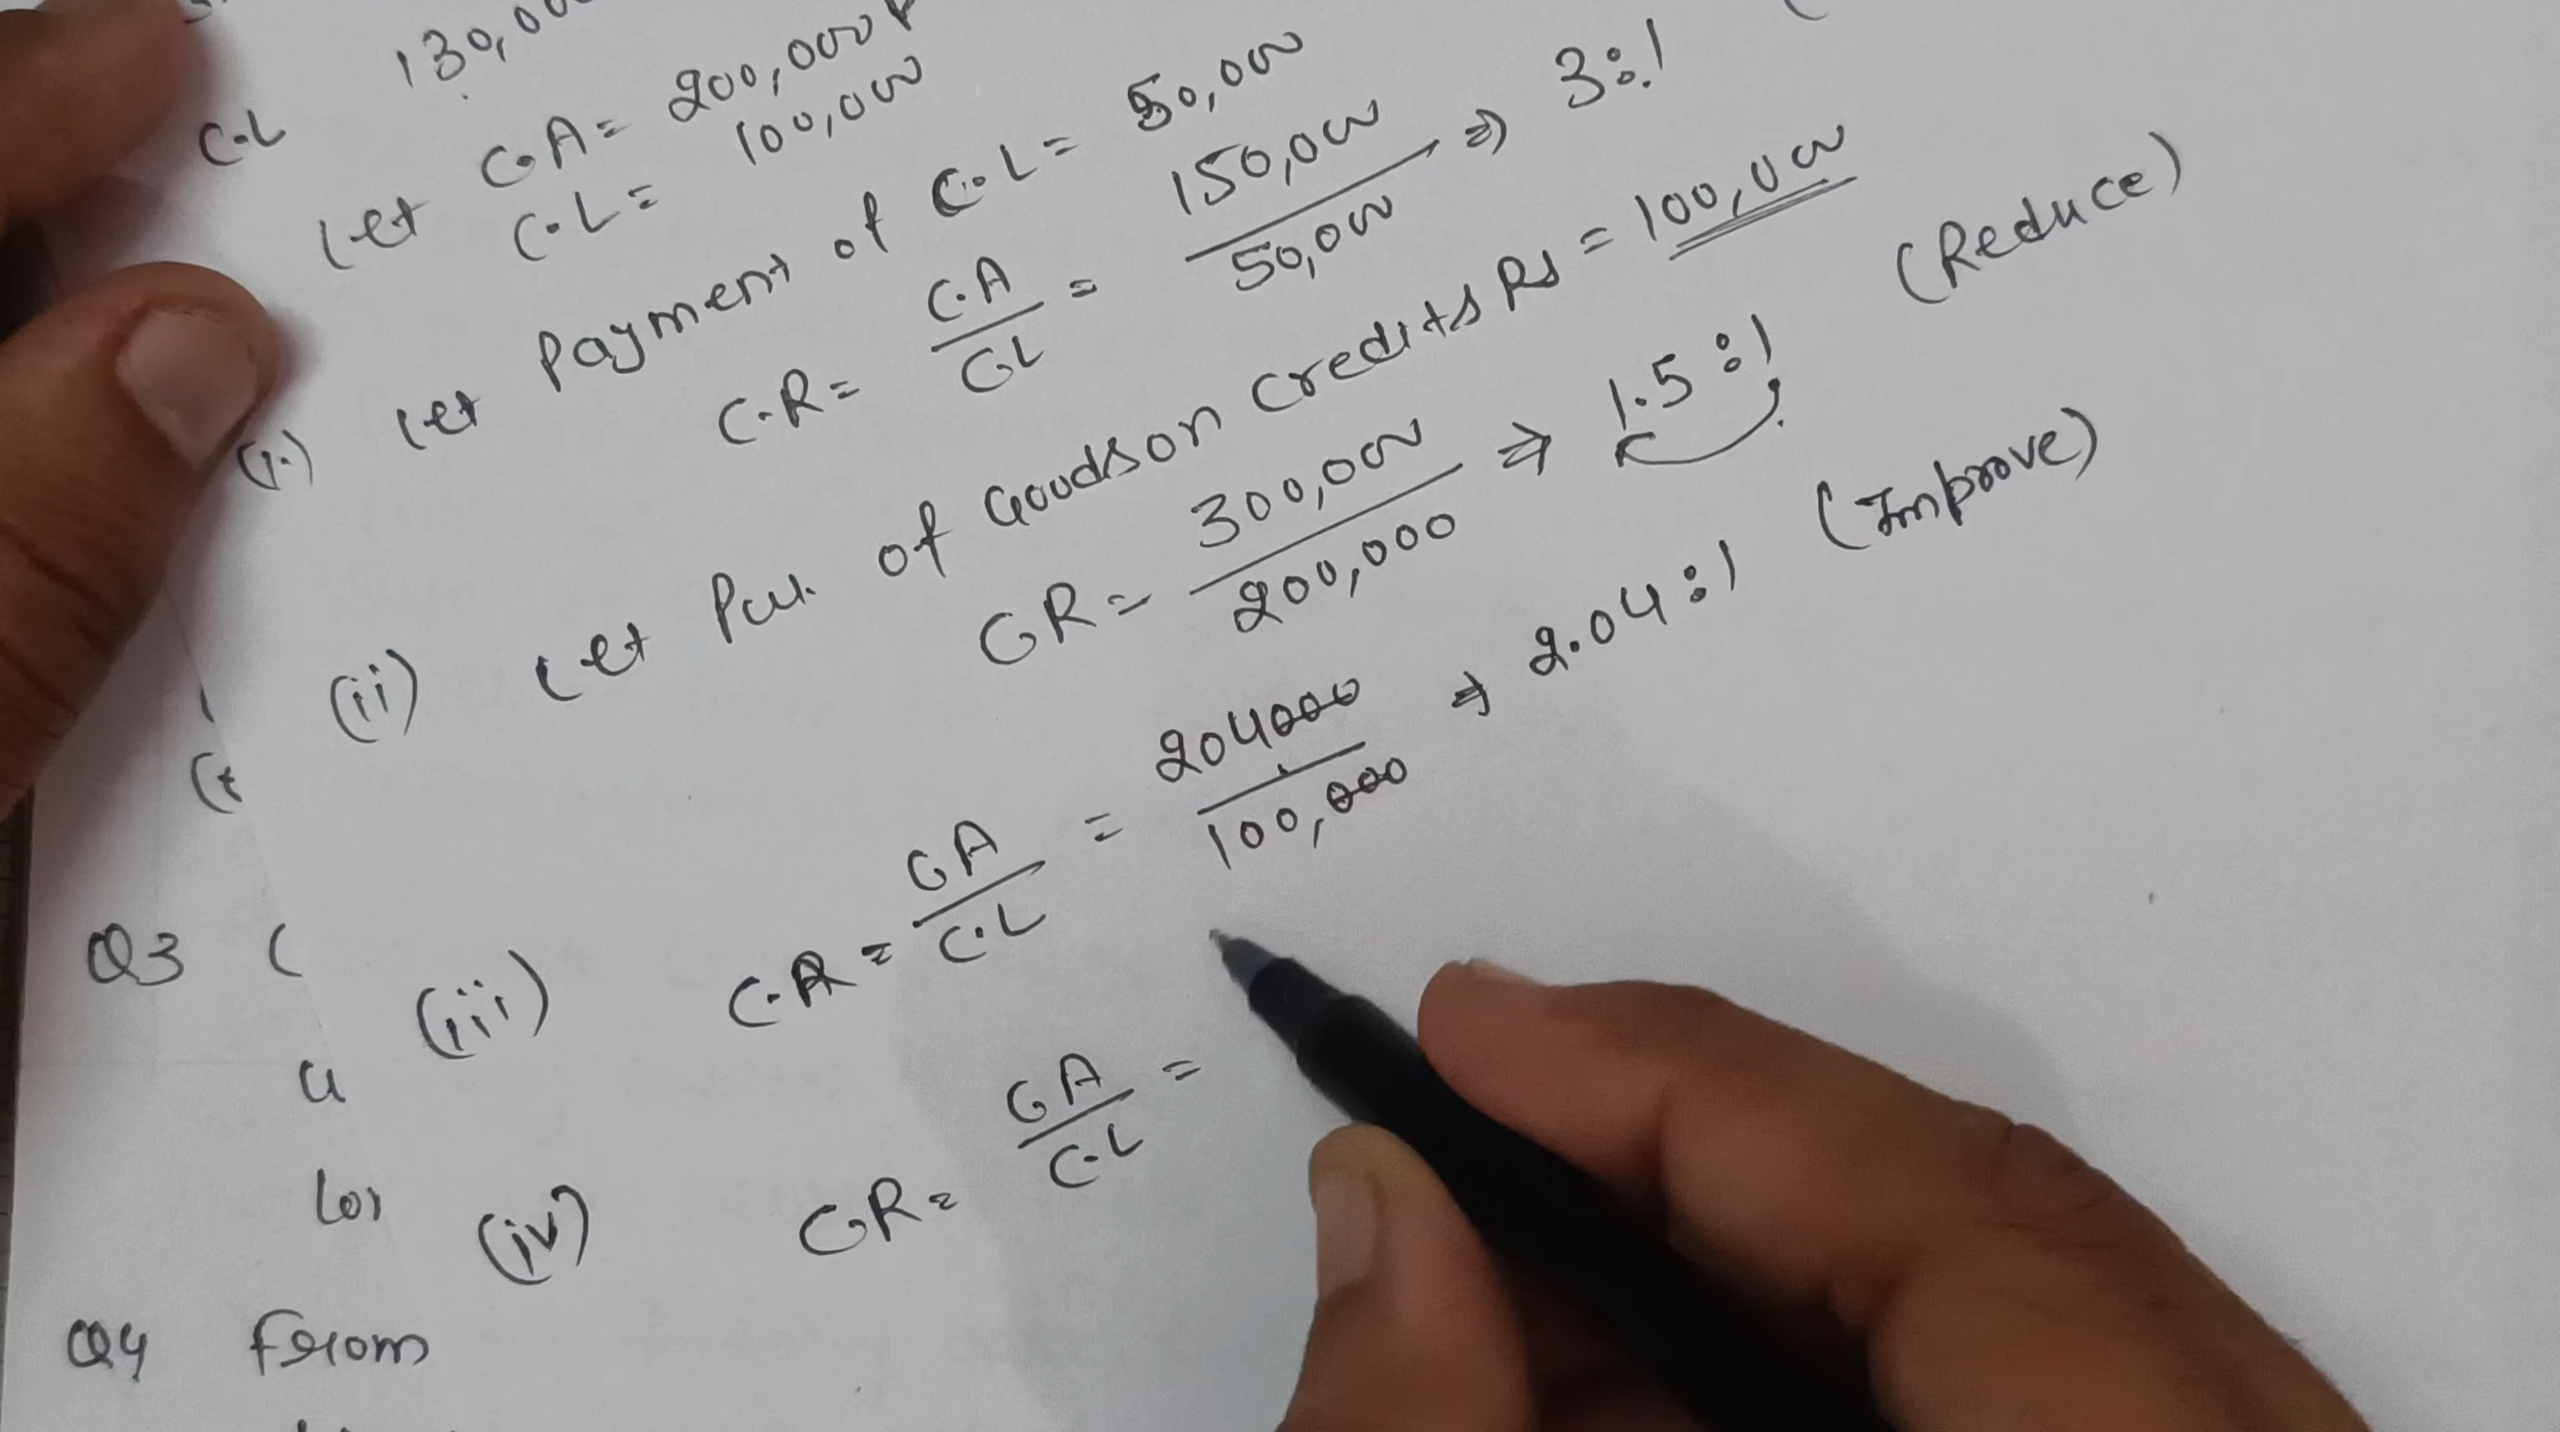 130,00
C.L
Let C.A = 200,000
C.L = 100,000
(i.) Let Payment of C.L = 50,000
C.R = C.A / C.L = 150,000 / 50,000 ⇒ 3:1
(ii) Let Pur. of Goods on Credits Rs = 100,000
C.R = 300,000 / 200,000 ⇒ 1.5:1 (Reduce)
(iii) C.R = C.A / C.L = 204000 / 100,000 ⇒ 2.04:1 (Improve)
(iv) C.R = C.A / C.L =
Q3 (
Q4 From